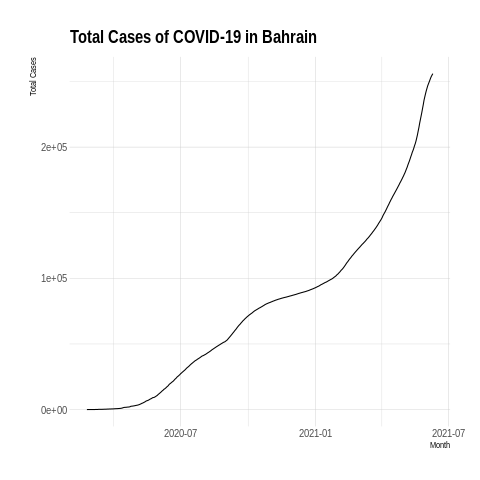 Total Cases of COVID-19 in Bahrain
Total Cases
2e+05
1e+05
0e+00
2020-07
2021-01
2021-07
Month